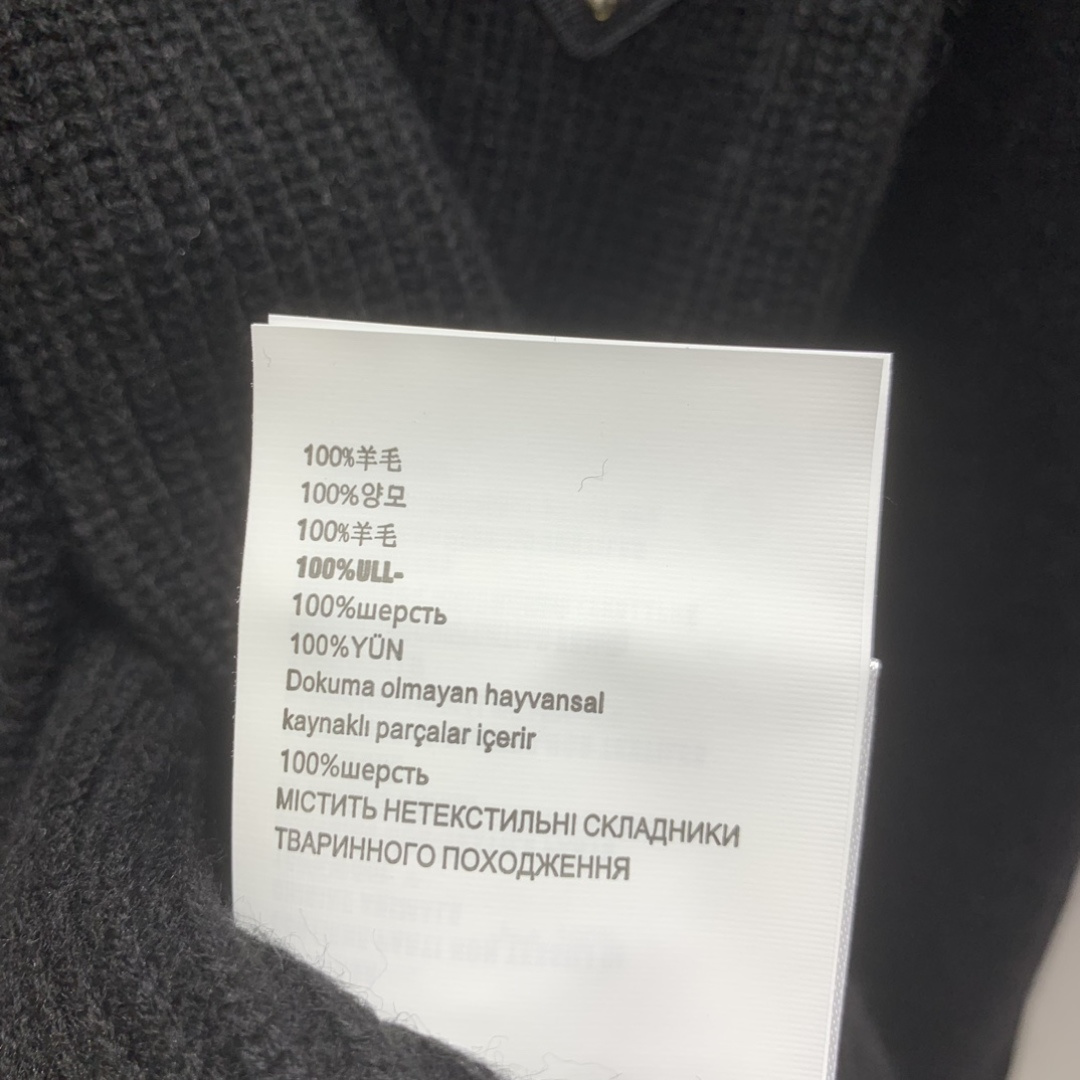 100%羊毛
100%양모
100%羊毛
100%ULL-
100%шерсть
100%YÜN
Dokuma olmayan hayvansal
kaynaklı parçalar içerir
100%шерсть
МІСТИТЬ НЕТЕКСТИЛЬНІ СКЛАДНИКИ
ТВАРИННОГО ПОХОДЖЕННЯ